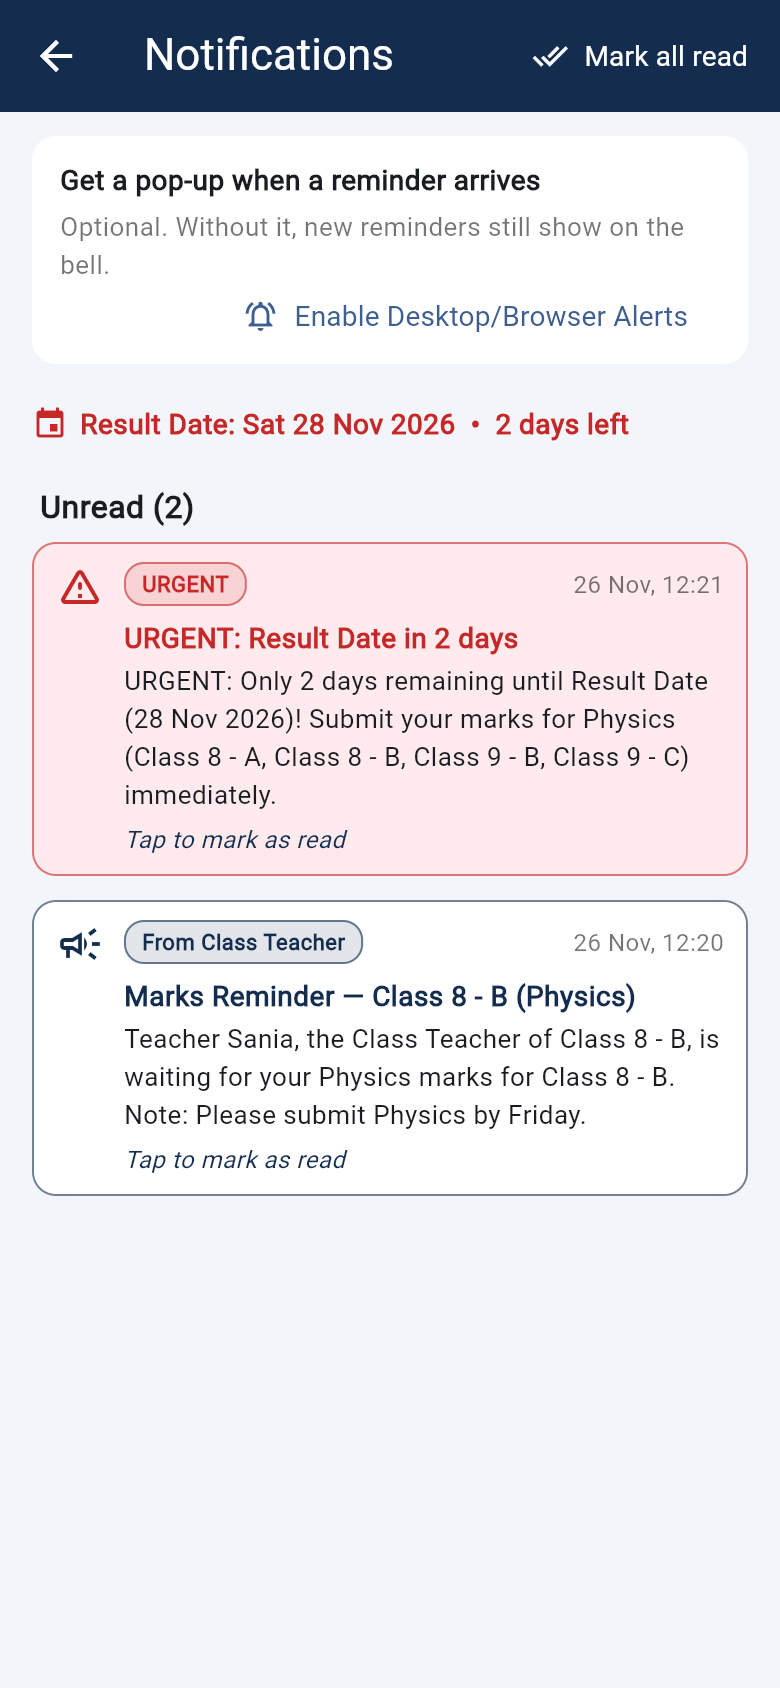 Notifications
Mark all read
Get a pop-up when a reminder arrives
Optional. Without it, new reminders still show on the
bell.
Enable Desktop/Browser Alerts
Result Date: Sat 28 Nov 2026 • 2 days left
Unread (2)
URGENT
26 Nov, 12:21
URGENT: Result Date in 2 days
URGENT: Only 2 days remaining until Result Date
(28 Nov 2026)! Submit your marks for Physics
(Class 8 - A, Class 8 - B, Class 9 - B, Class 9 - C)
immediately.
Tap to mark as read
From Class Teacher
26 Nov, 12:20
Marks Reminder — Class 8 - B (Physics)
Teacher Sania, the Class Teacher of Class 8 - B, is
waiting for your Physics marks for Class 8 - B.
Note: Please submit Physics by Friday.
Tap to mark as read